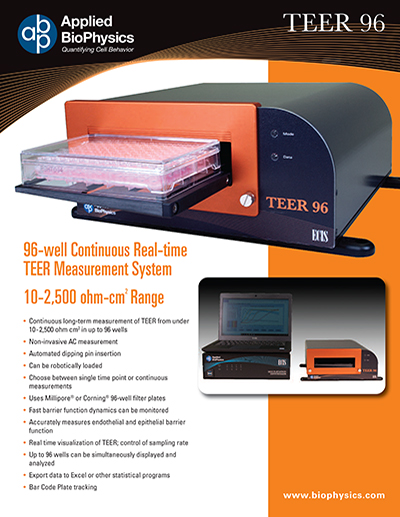 Applied
BioPhysics
Quantifying Cell Behavior
TEER 96
TEER 96
ECIS
BioPhysics
96-well Continuous Real-time
TEER Measurement System
10-2,500 ohm-cm² Range
• Continuous long-term measurement of TEER from under
10-2,500 ohm cm² in up to 96 wells
• Non-invasive AC measurement
• Automated dipping pin insertion
• Can be robotically loaded
• Choose between single time point or continuous
measurements
• Uses Millipore® or Corning® 96-well filter plates
• Fast barrier function dynamics can be monitored
• Accurately measures endothelial and epithelial barrier
function
• Real time visualization of TEER; control of sampling rate
• Up to 96 wells can be simultaneously displayed and
analyzed
• Export data to Excel or other statistical programs
• Bar Code Plate tracking
ECIS
TEER 96
www.biophysics.com